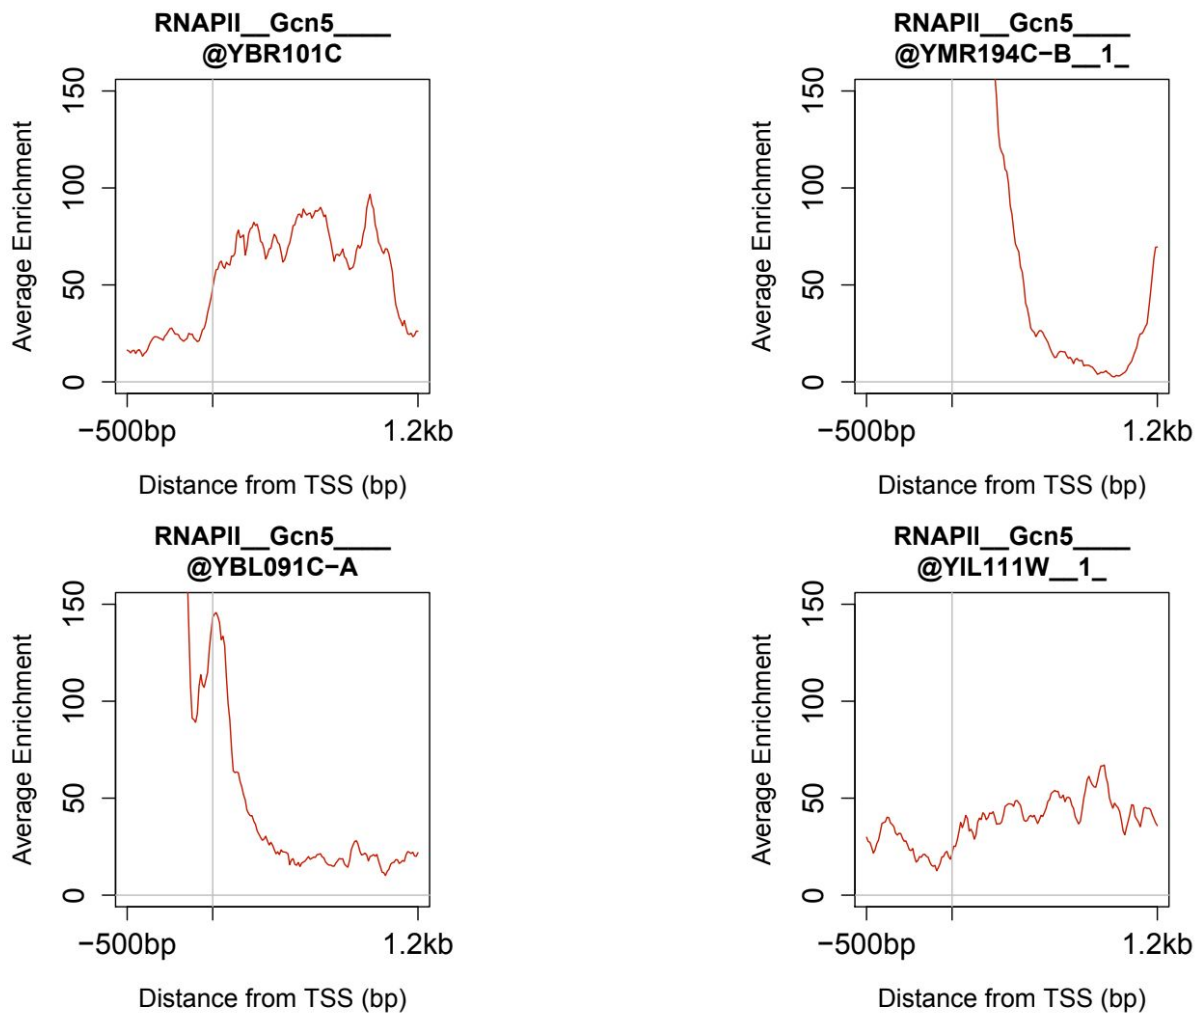 RNAPII__Gcn5____
@YBR101C
Average Enrichment
0
50
100
150
−500bp
1.2kb
Distance from TSS (bp)
RNAPII__Gcn5____
@YMR194C−B__1_
Average Enrichment
0
50
100
150
−500bp
1.2kb
Distance from TSS (bp)
RNAPII__Gcn5____
@YBL091C−A
Average Enrichment
0
50
100
150
−500bp
1.2kb
Distance from TSS (bp)
RNAPII__Gcn5____
@YIL111W__1_
Average Enrichment
0
50
100
150
−500bp
1.2kb
Distance from TSS (bp)